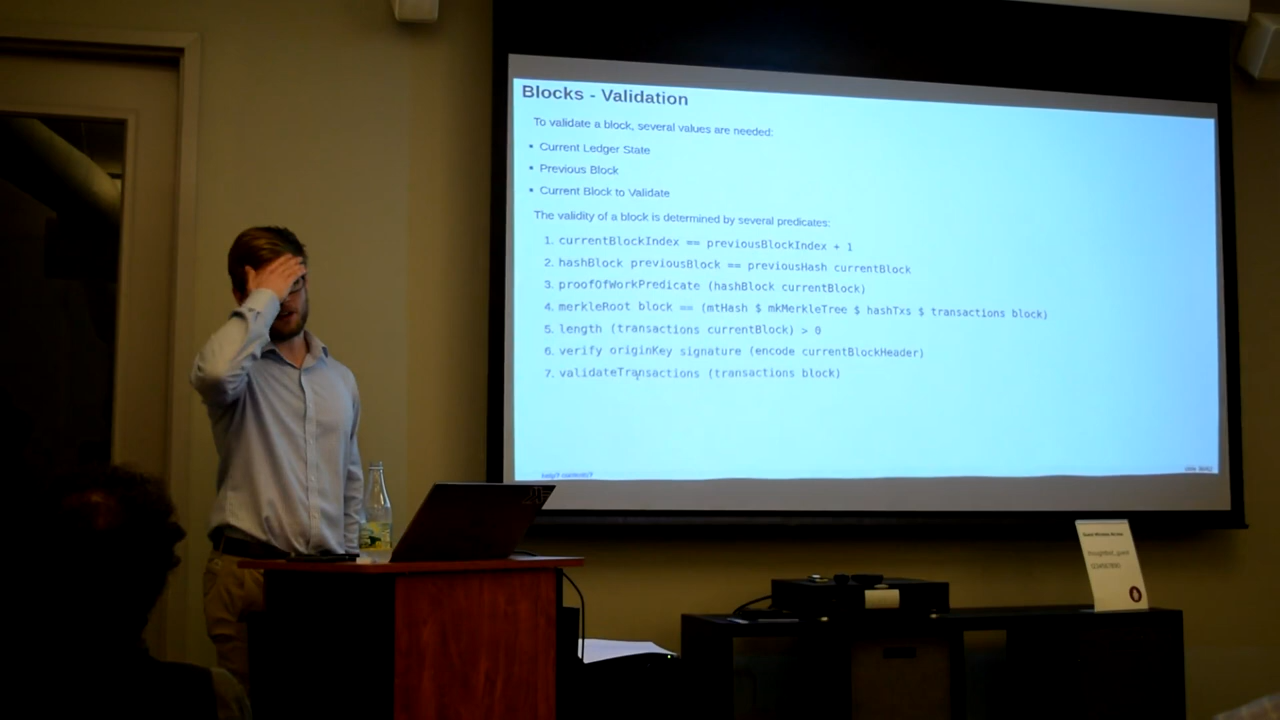 Blocks - Validation
To validate a block, several values are needed:
▪ Current Ledger State
▪ Previous Block
▪ Current Block to Validate
The validity of a block is determined by several predicates:
1. currentBlockIndex == previousBlockIndex + 1
2. hashBlock previousBlock == previousHash currentBlock
3. proofOfWorkPredicate (hashBlock currentBlock)
4. merkleRoot block == (mtHash $ mkMerkleTree $ hashTxs $ transactions block)
5. length (transactions currentBlock) > 0
6. verify originKey signature (encode currentBlockHeader)
7. validateTransactions (transactions block)